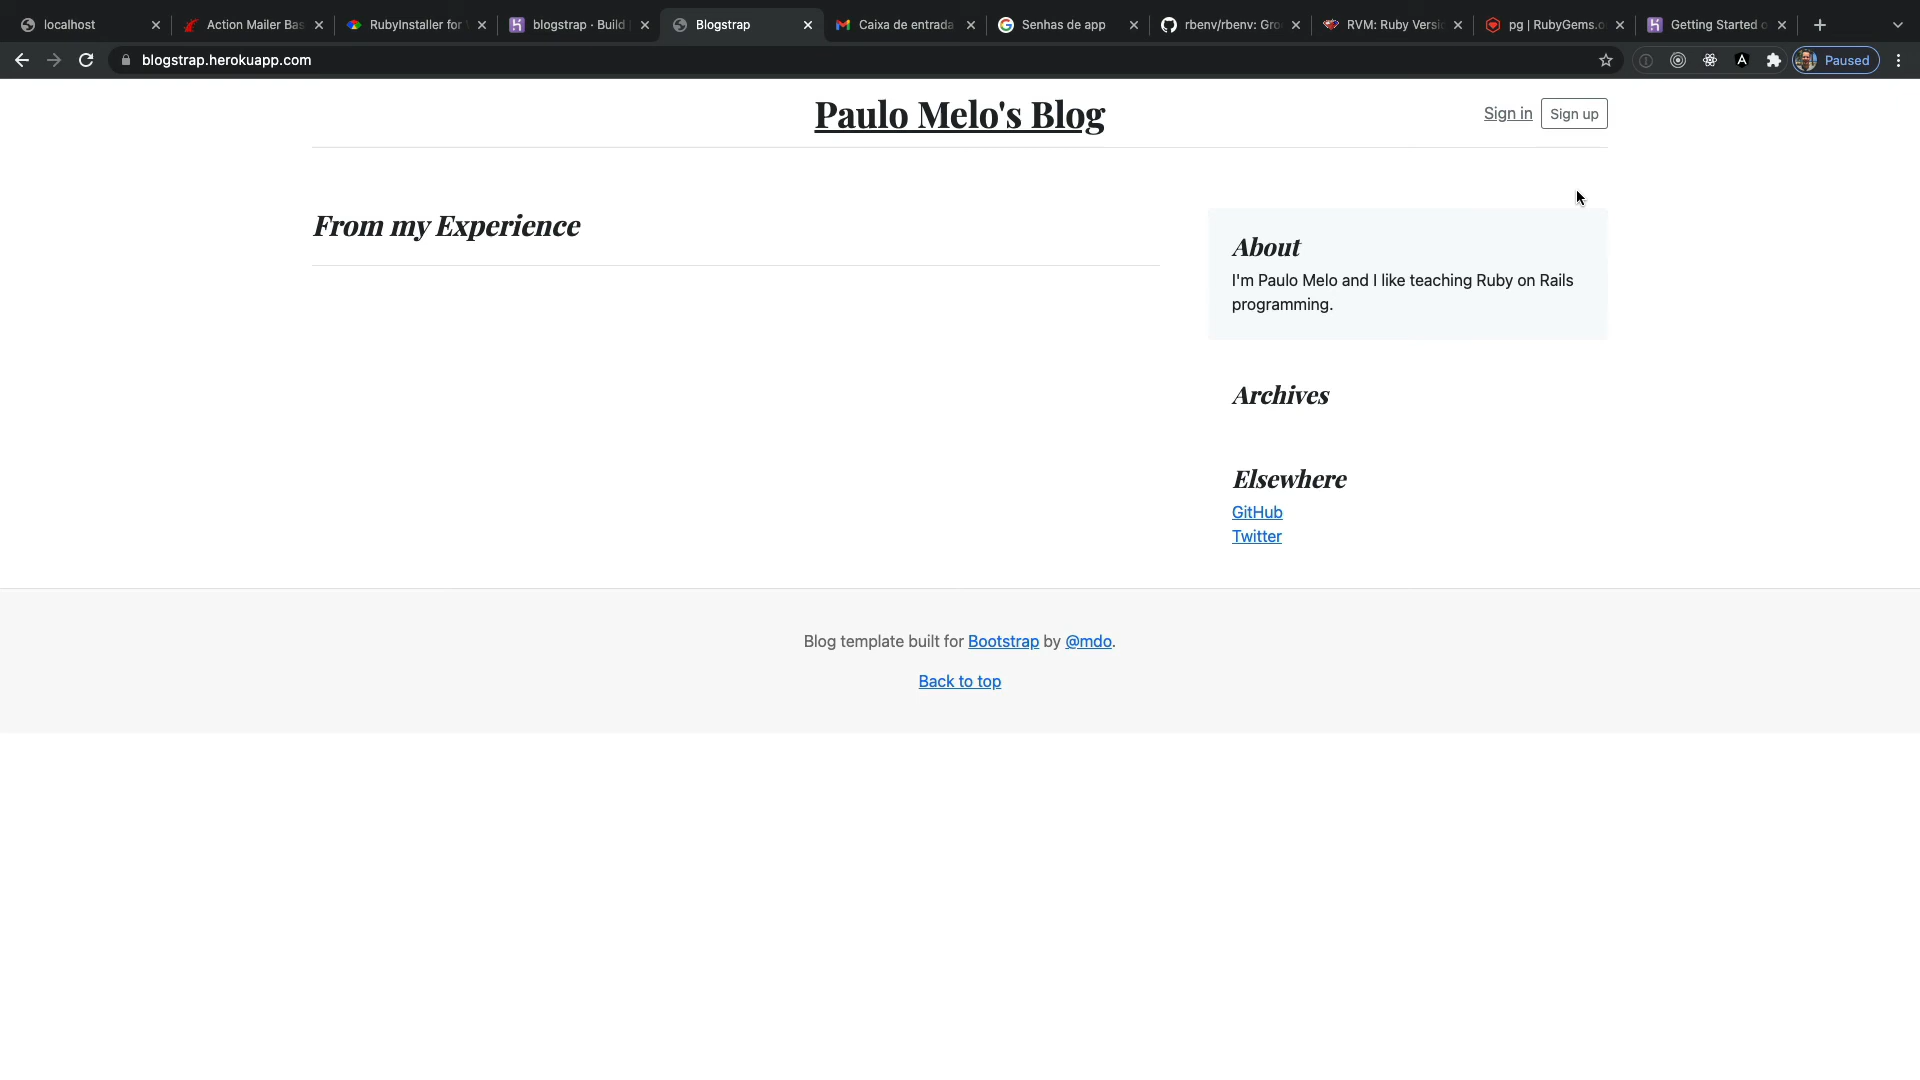 localhost
Action Mailer Bas
RubyInstaller for
blogstrap · Build
Blogstrap
Caixa de entrada
Senhas de app
rbenv/rbenv: Gro
RVM: Ruby Versi
pg | RubyGems.o
Getting Started o
blogstrap.herokuapp.com
Paused
Paulo Melo's Blog
Sign in
Sign up
From my Experience
About
I'm Paulo Melo and I like teaching Ruby on Rails
programming.
Archives
Elsewhere
GitHub
Twitter
Blog template built for Bootstrap by @mdo.
Back to top